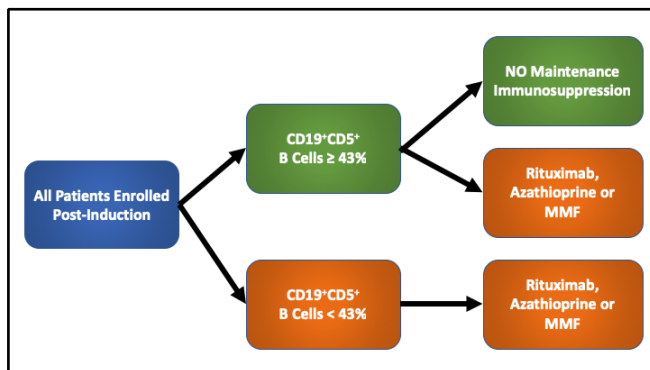 All Patients Enrolled
Post-Induction
CD19⁺CD5⁺
B Cells ≥ 43%
CD19⁺CD5⁺
B Cells < 43%
NO Maintenance
Immunosuppression
Rituximab,
Azathioprine or
MMF
Rituximab,
Azathioprine or
MMF